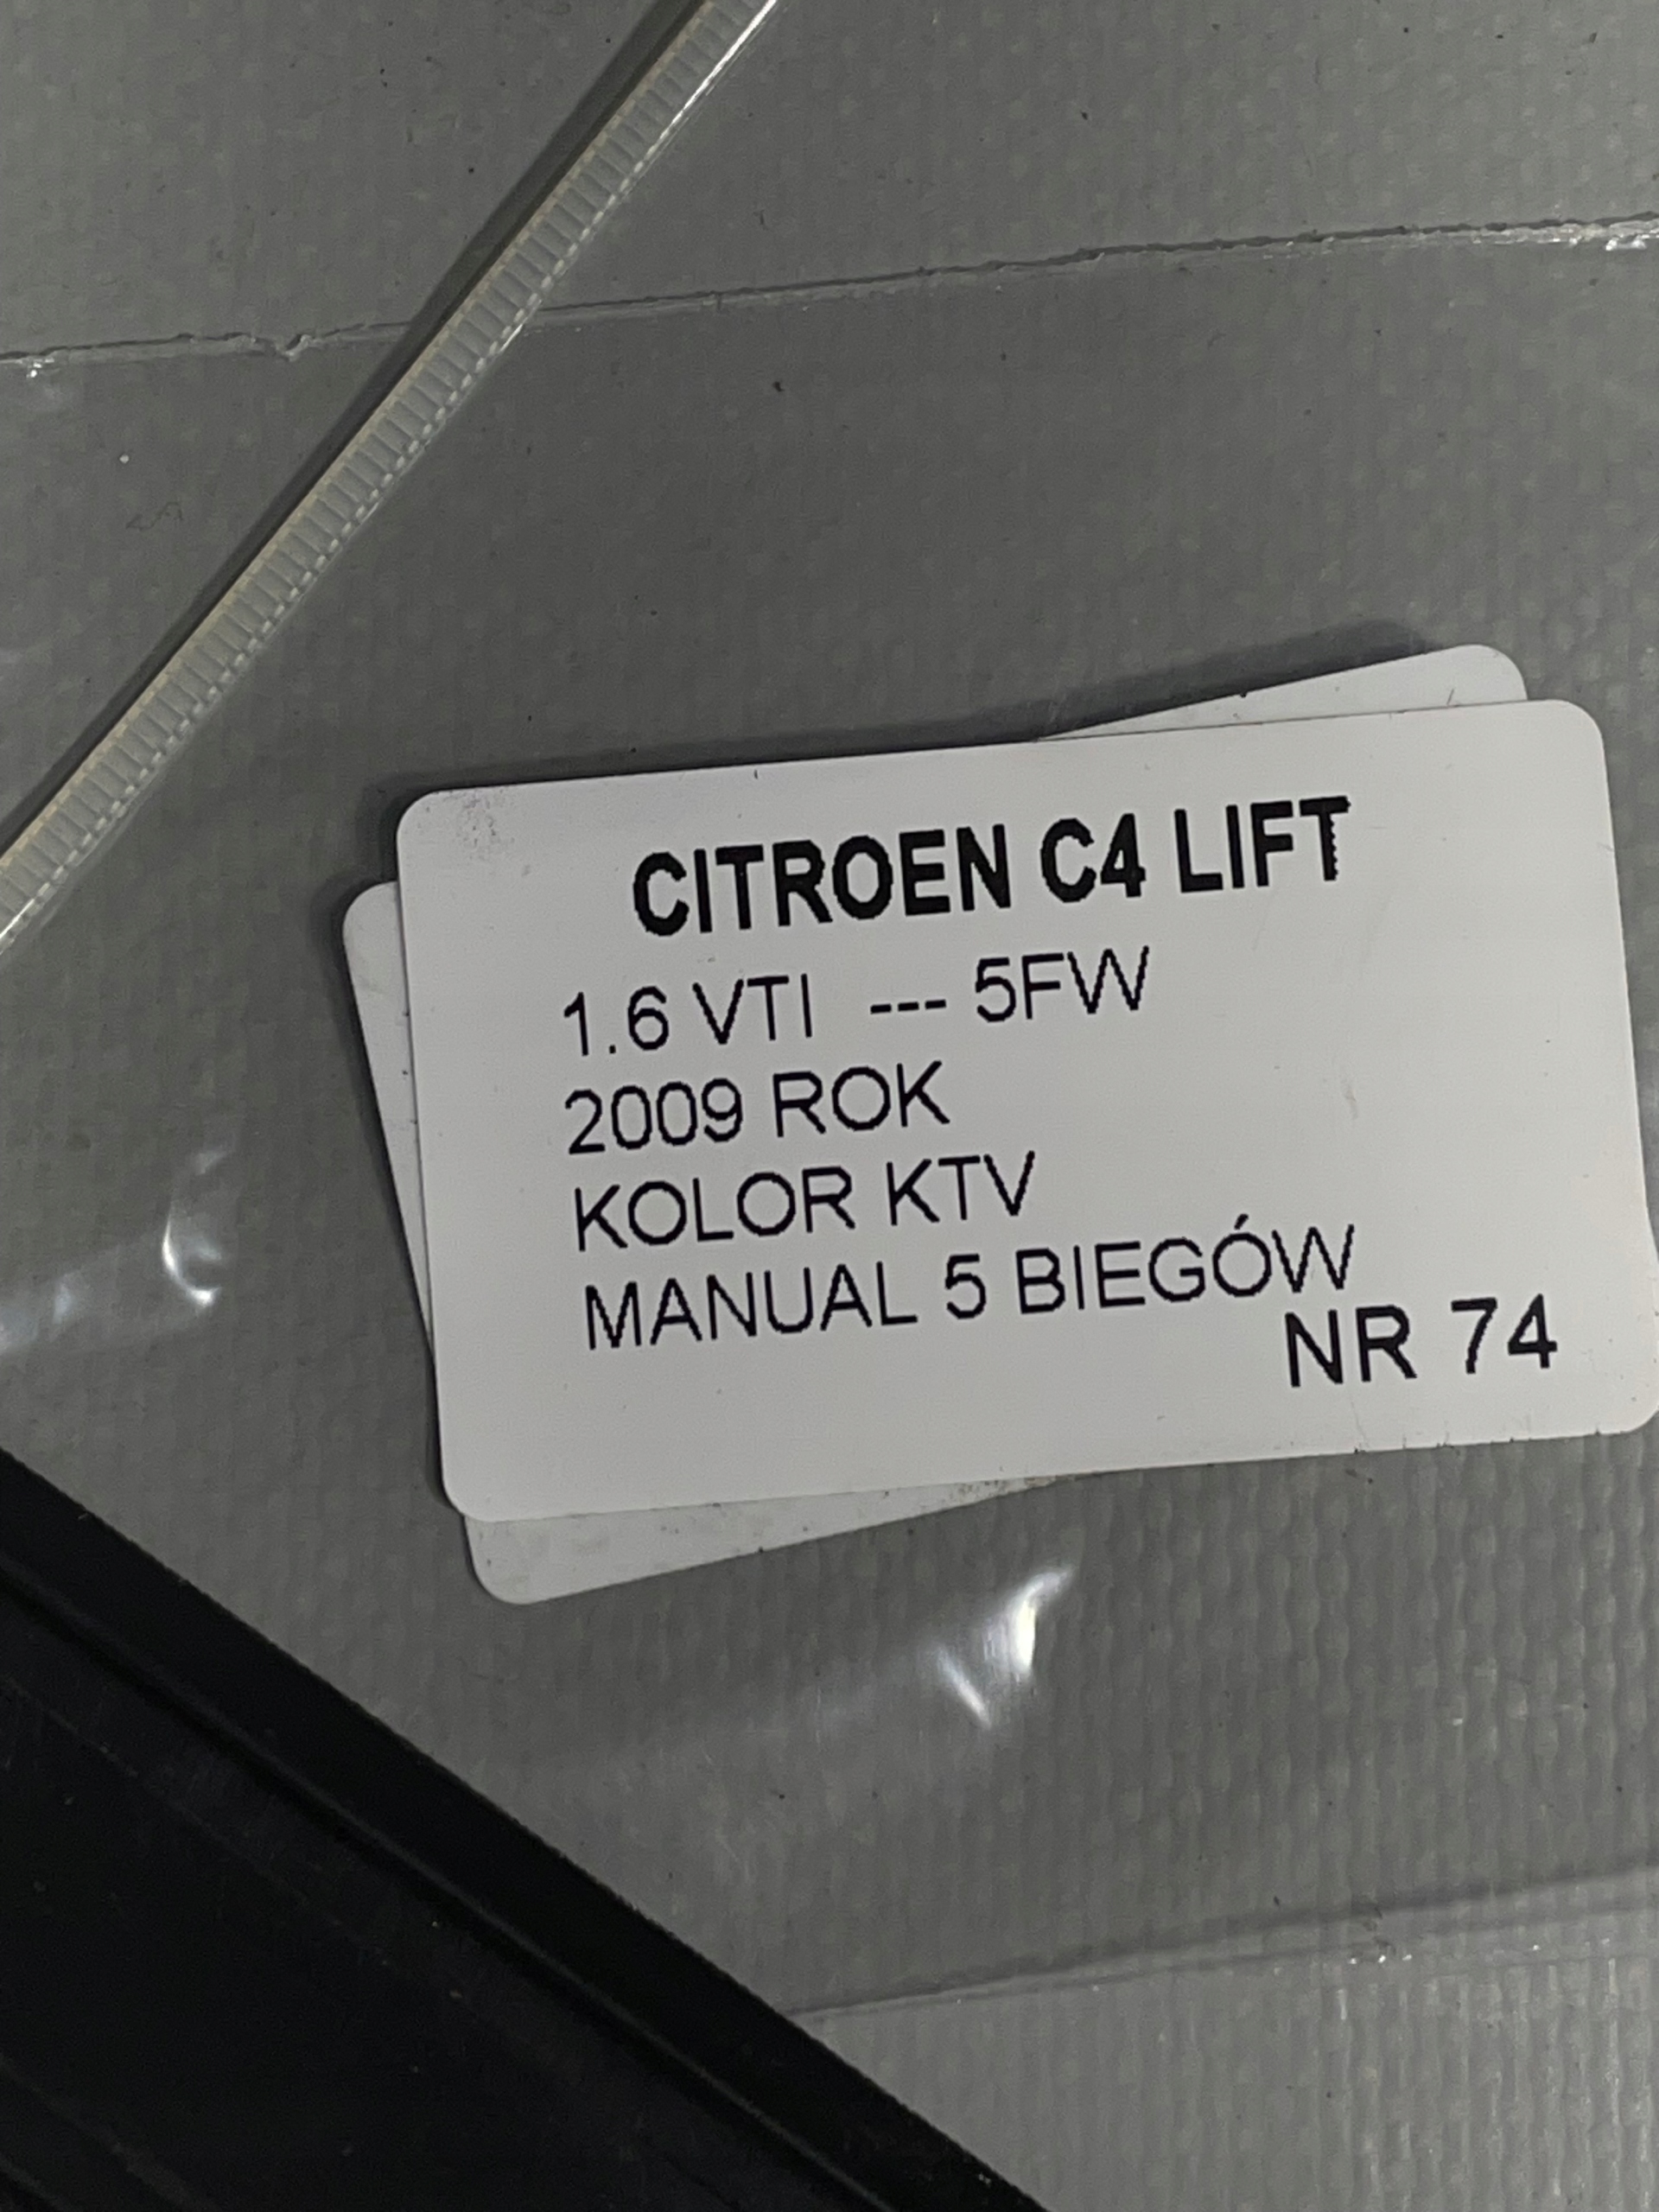 CITROEN C4 LIFT
1.6 VTI --- 5FW
2009 ROK
KOLOR KTV
MANUAL 5 BIEGÓW
NR 74